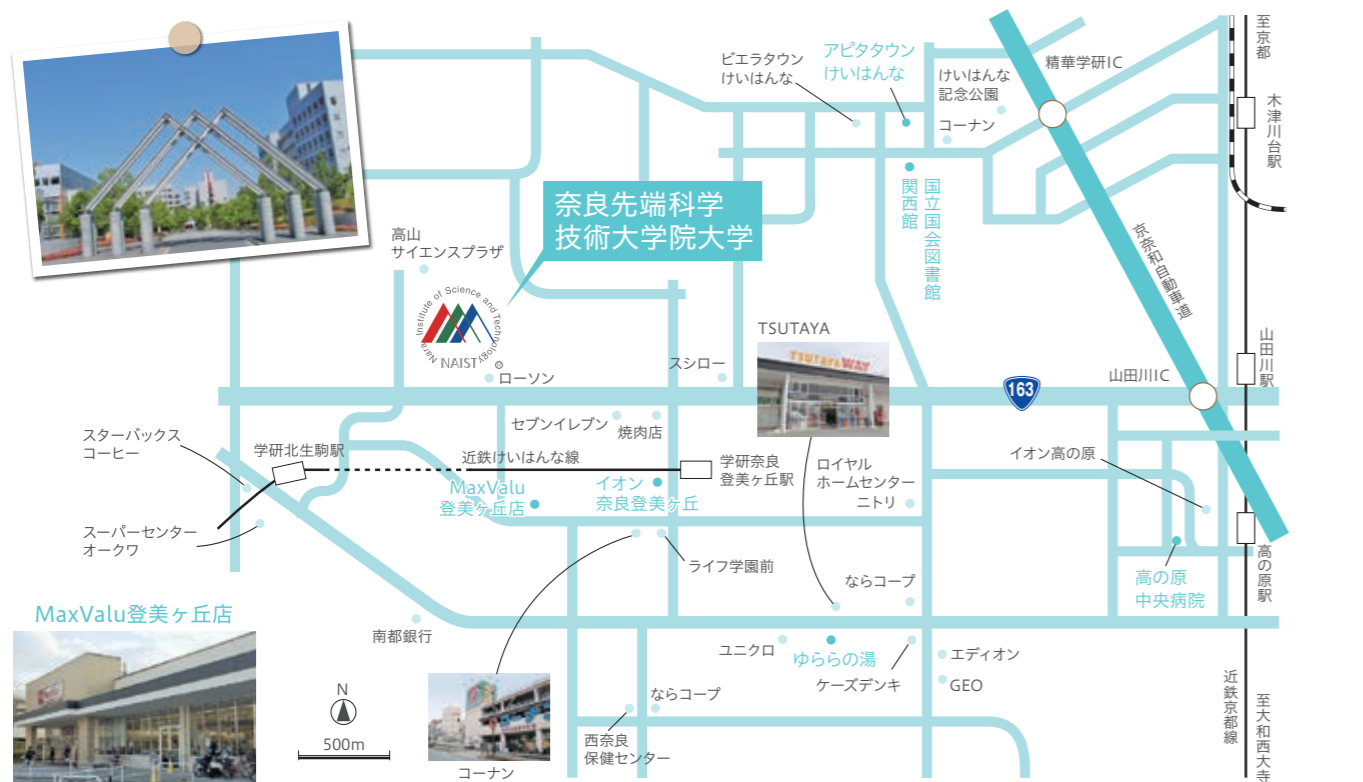 至京都
ピエラタウン
けいはんな
アピタタウン
けいはんな
けいはんな
記念公園
精華学研IC
コーナン
木津川台駅
国立国会図書館
関西館
奈良先端科学
技術大学院大学
高山
サイエンスプラザ
Nara Institute of Science and Technology
NAIST
R
京奈和自動車道
TSUTAYA
TSUTAYA WAY
スシロー
ローソン
163
山田川IC
山田川駅
セブンイレブン
焼肉店
スターバックス
コーヒー
学研北生駒駅
近鉄けいはんな線
学研奈良
登美ヶ丘駅
ロイヤル
ホームセンター
ニトリ
イオン高の原
MaxValu
登美ヶ丘店
イオン
奈良登美ヶ丘
スーパーセンター
オークワ
ライフ学園前
ならコープ
高の原
中央病院
高の原駅
MaxValu登美ヶ丘店
南都銀行
ユニクロ
ゆららの湯
ケーズデンキ
エディオン
GEO
N
500m
ならコープ
西奈良
保健センター
コーナン
近鉄京都線
至大和西大寺